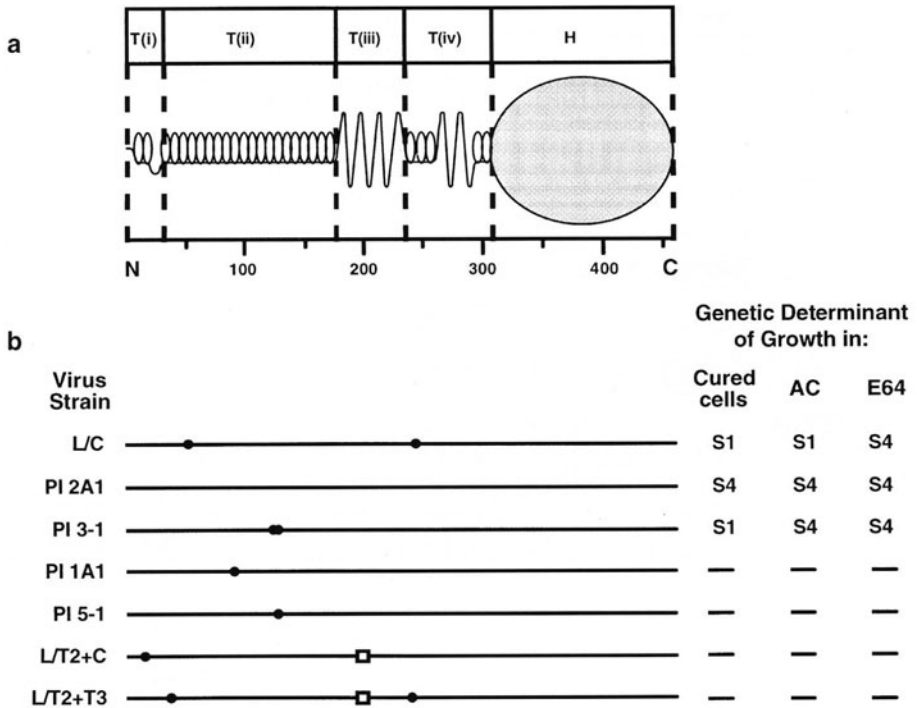 a
T(i) T(ii) T(iii) T(iv) H
N 100 200 300 400 C
b
Genetic Determinant
of Growth in:
Virus
Strain
Cured
cells
AC E64
L/C S1 S1 S4
PI 2A1 S4 S4 S4
PI 3-1 S1 S4 S4
PI 1A1 — — —
PI 5-1 — — —
L/T2+C — — —
L/T2+T3 — — —